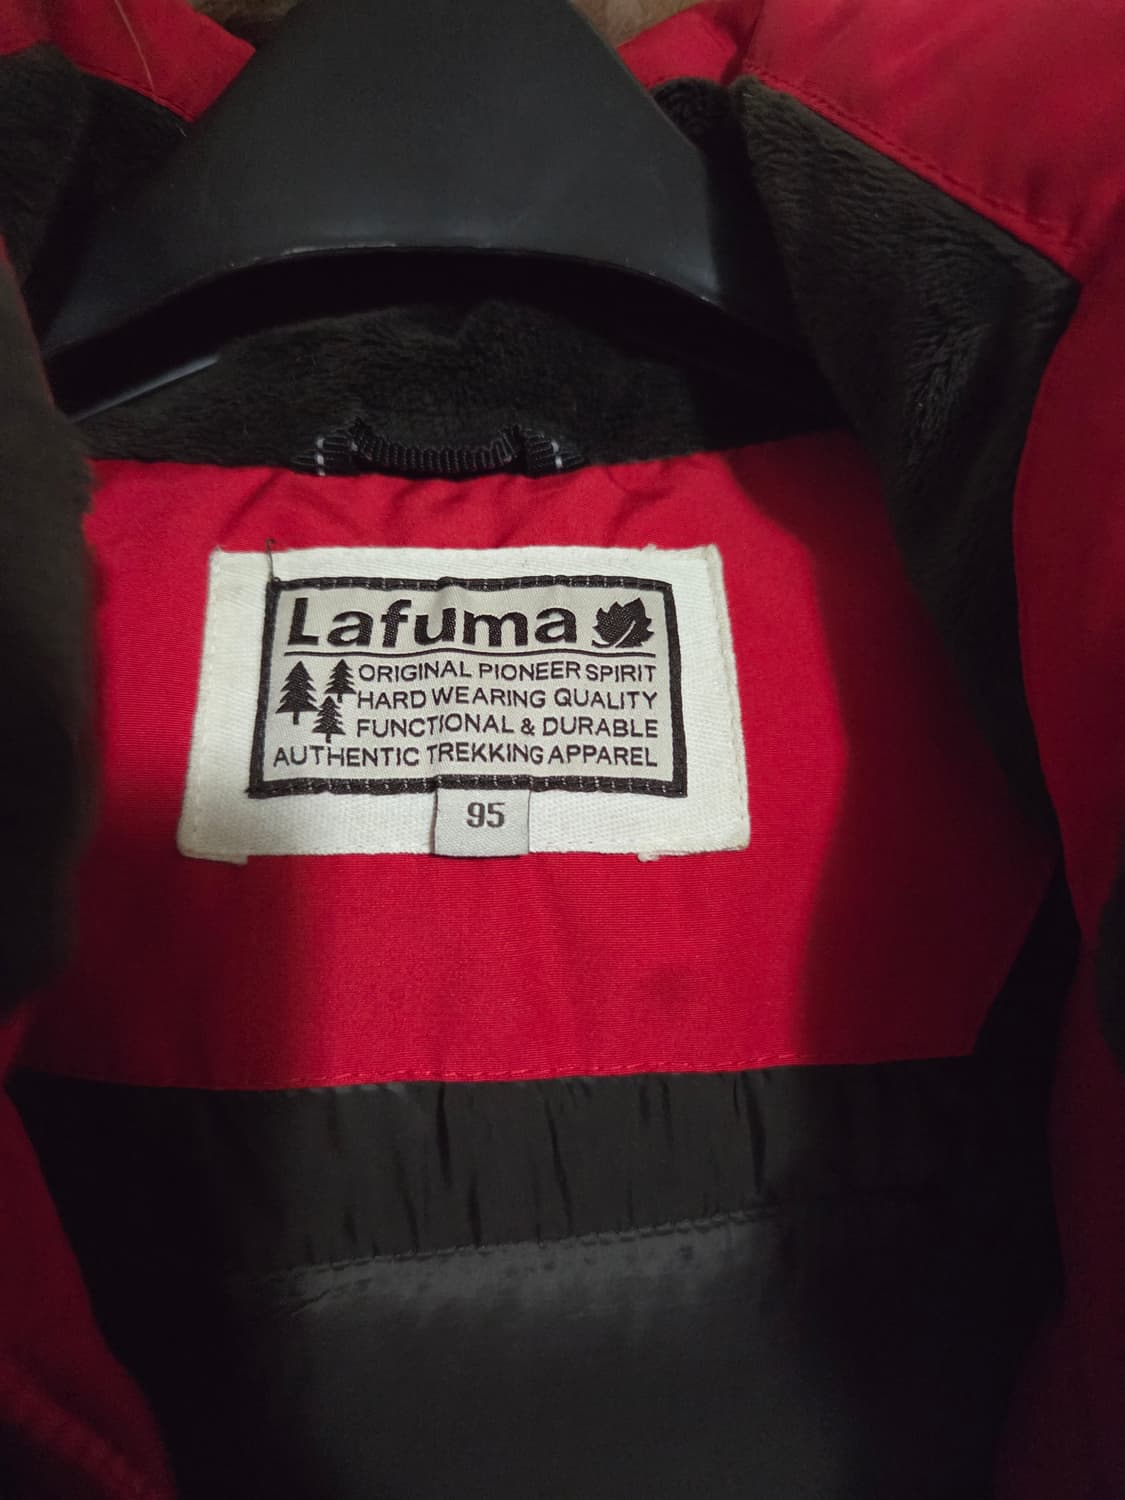 Lafuma
ORIGINAL PIONEER SPIRIT
HARD WEARING QUALITY
FUNCTIONAL & DURABLE
AUTHENTIC TREKKING APPAREL
95